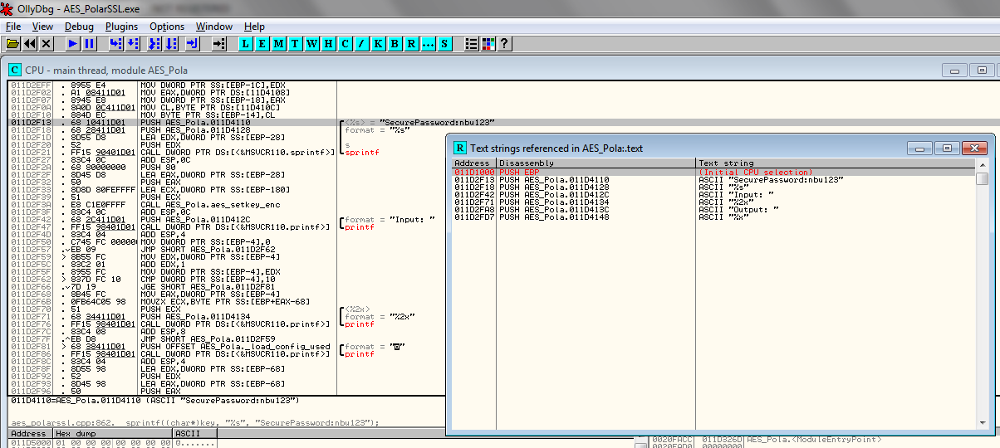 OllyDbg - AES_PolarSSL.exe
File View Debug Plugins Options Window Help
L E M T W H C / K B R ... S ?
C CPU - main thread, module AES_Pola
011D2EFF . 8955 E4 MOV DWORD PTR SS:[EBP-1C],EDX
011D2F02 . A1 08411D01 MOV EAX,DWORD PTR DS:[11D4108]
011D2F07 . 8945 E8 MOV DWORD PTR SS:[EBP-18],EAX
011D2F0A . 8A0D 0C411D01 MOV CL,BYTE PTR DS:[11D410C]
011D2F10 . 884D EC MOV BYTE PTR SS:[EBP-14],CL
011D2F13 . 68 10411D01 PUSH AES_Pola.011D4110 <%s> = "SecurePassword:nbu123"
011D2F18 . 68 28411D01 PUSH AES_Pola.011D4128 format = "%s"
011D2F1D . 8D55 D8 LEA EDX,DWORD PTR SS:[EBP-28]
011D2F20 . 52 PUSH EDX s
011D2F21 . FF15 90401D01 CALL DWORD PTR DS:[<&MSVCR110.sprintf>] sprintf
011D2F27 . 83C4 0C ADD ESP,0C
011D2F2A . 68 80000000 PUSH 80
011D2F2F . 8D45 D8 LEA EAX,DWORD PTR SS:[EBP-28]
011D2F32 . 50 PUSH EAX
011D2F33 . 8D8D 80FEFFFF LEA ECX,DWORD PTR SS:[EBP-180]
011D2F39 . 51 PUSH ECX
011D2F3A . E8 C1E0FFFF CALL AES_Pola.aes_setkey_enc
011D2F3F . 83C4 0C ADD ESP,0C
011D2F42 . 68 2C411D01 PUSH AES_Pola.011D412C format = "Input: "
011D2F47 . FF15 98401D01 CALL DWORD PTR DS:[<&MSVCR110.printf>] printf
011D2F4D . 83C4 04 ADD ESP,4
011D2F50 . C745 FC 000000 MOV DWORD PTR SS:[EBP-4],0
011D2F57 . EB 09 JMP SHORT AES_Pola.011D2F62
011D2F59 > 8B55 FC MOV EDX,DWORD PTR SS:[EBP-4]
011D2F5C . 83C2 01 ADD EDX,1
011D2F5F . 8955 FC MOV DWORD PTR SS:[EBP-4],EDX
011D2F62 > 837D FC 10 CMP DWORD PTR SS:[EBP-4],10
011D2F66 . 7D 19 JGE SHORT AES_Pola.011D2F81
011D2F68 . 8B45 FC MOV EAX,DWORD PTR SS:[EBP-4]
011D2F6B . 0FB64C05 98 MOVZX ECX,BYTE PTR SS:[EBP+EAX-68]
011D2F70 . 51 PUSH ECX <%2x>
011D2F71 . 68 34411D01 PUSH AES_Pola.011D4134 format = "%2x"
011D2F76 . FF15 98401D01 CALL DWORD PTR DS:[<&MSVCR110.printf>] printf
011D2F7C . 83C4 08 ADD ESP,8
011D2F7F .^EB D8 JMP SHORT AES_Pola.011D2F59
011D2F81 > 68 38411D01 PUSH OFFSET AES_Pola._load_config_used format = "◘"
011D2F86 . FF15 98401D01 CALL DWORD PTR DS:[<&MSVCR110.printf>] printf
011D2F8C . 83C4 04 ADD ESP,4
011D2F8F . 8D55 98 LEA EDX,DWORD PTR SS:[EBP-68]
011D2F92 . 52 PUSH EDX
011D2F93 . 8D45 98 LEA EAX,DWORD PTR SS:[EBP-68]
011D2F96 . 50 PUSH EAX
011D4110=AES_Pola.011D4110 (ASCII "SecurePassword:nbu123")
aes_polarssl.cpp:862. sprintf((char*)key, "%s", "SecurePassword:nbu123");
Address Hex dump ASCII
011D5000 01 00 00 00 00 00 00 00 0.......
R Text strings referenced in AES_Pola:.text
Address Disassembly Text string
011D1000 PUSH EBP (Initial CPU selection)
011D2F13 PUSH AES_Pola.011D4110 ASCII "SecurePassword:nbu123"
011D2F18 PUSH AES_Pola.011D4128 ASCII "%s"
011D2F42 PUSH AES_Pola.011D412C ASCII "Input: "
011D2F71 PUSH AES_Pola.011D4134 ASCII "%2x"
011D2FA8 PUSH AES_Pola.011D413C ASCII "Output: "
011D2FD7 PUSH AES_Pola.011D4148 ASCII "%x"
0020FACC 011D326D AES_Pola.<ModuleEntryPoint>
0020FAD0 00000000